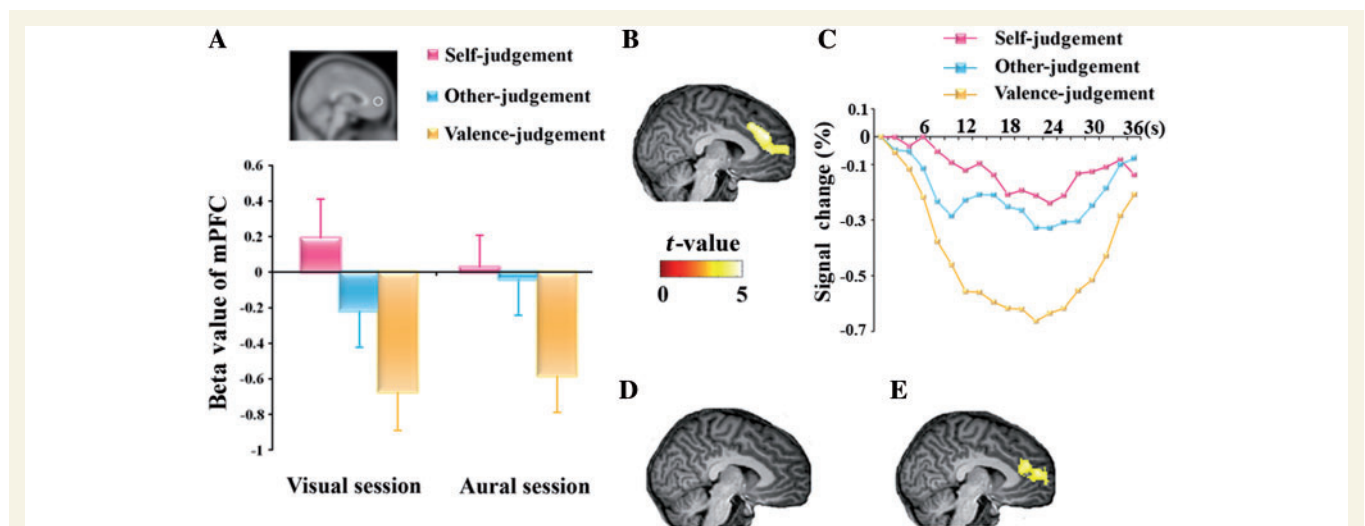 A
Self-judgement
Other-judgement
Valence-judgement
Beta value of mPFC
0.6
0.4
0.2
0
-0.2
-0.4
-0.6
-0.8
-1
Visual session
Aural session
B
t-value
0 5
C
Self-judgement
Other-judgement
Valence-judgement
Signal change (%)
0.1
0
-0.1
-0.3
-0.5
-0.7
6 12 18 24 30 36(s)
D
E